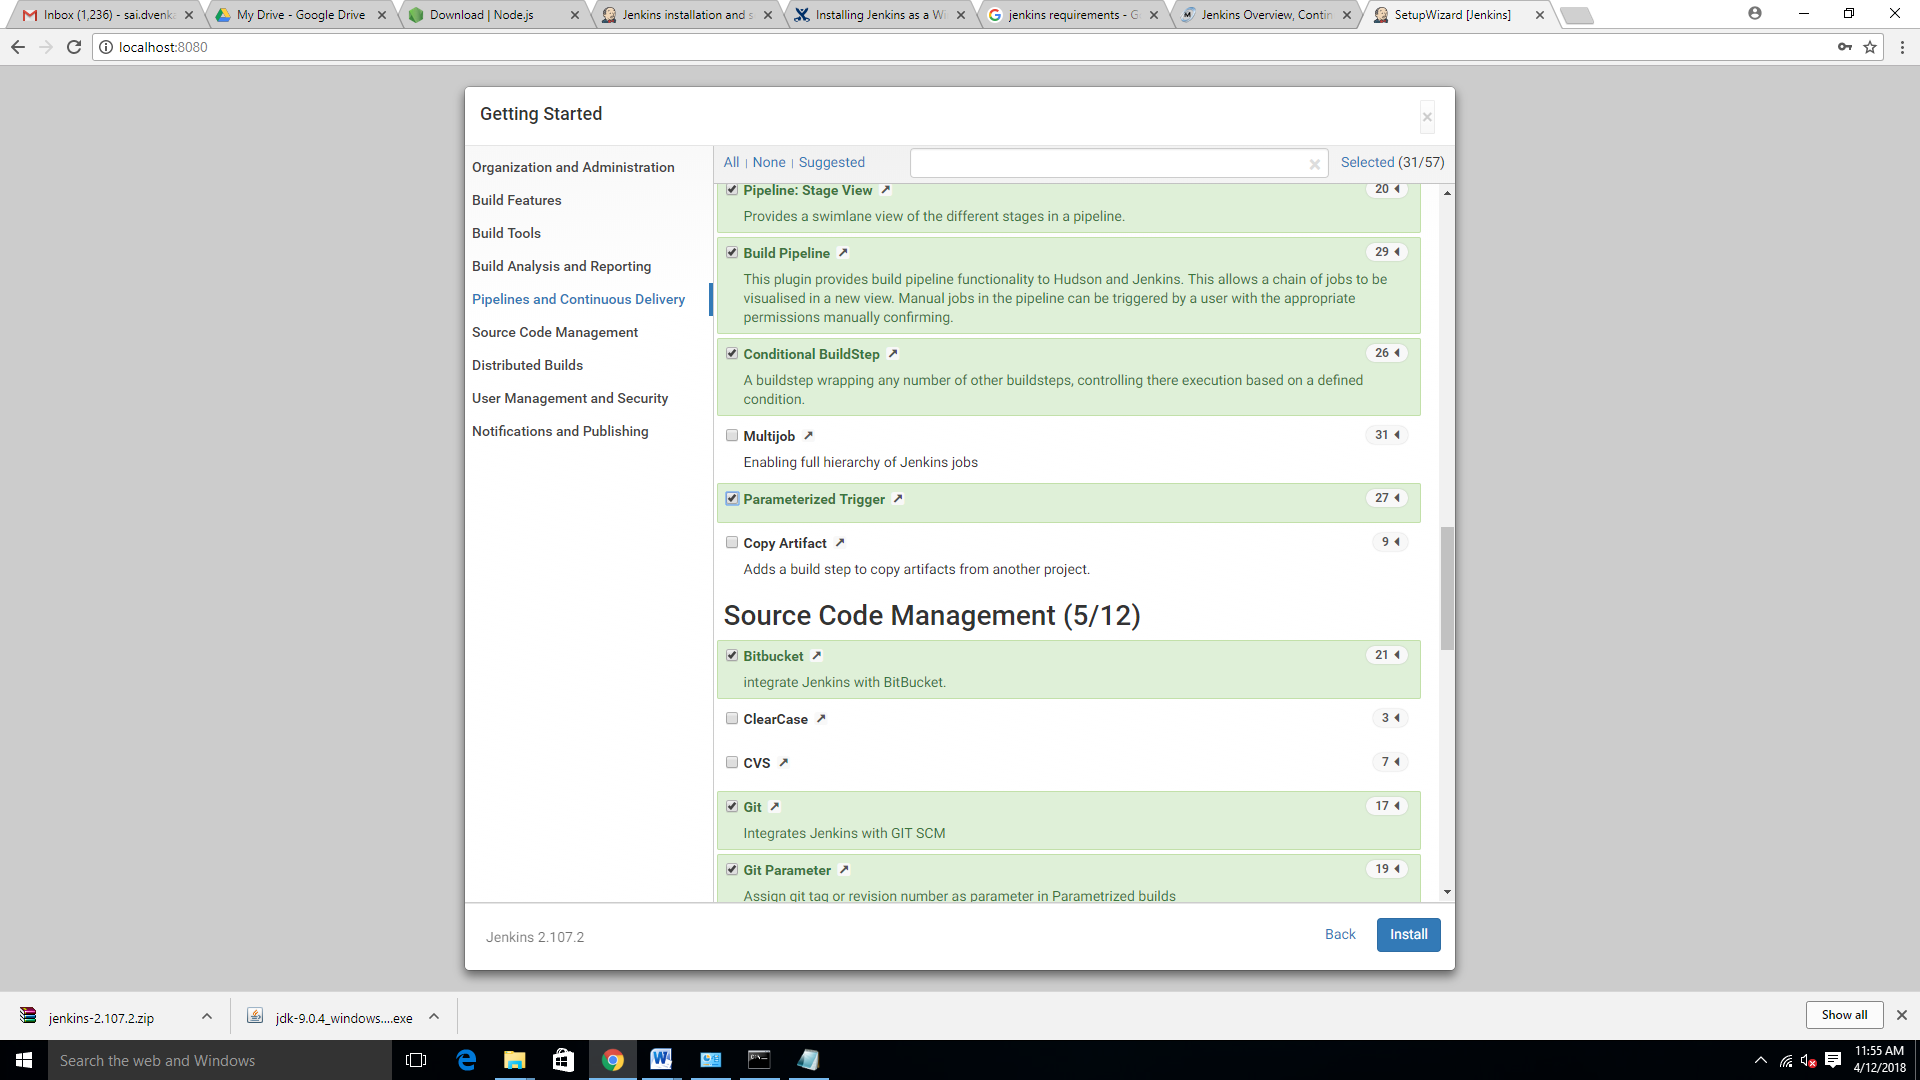 Inbox (1,236) - sai.dvenka
My Drive - Google Drive
Download | Node.js
Jenkins installation and s
Installing Jenkins as a Wi
jenkins requirements - G
Jenkins Overview, Contin
SetupWizard [Jenkins]
localhost:8080
Getting Started
Organization and Administration
Build Features
Build Tools
Build Analysis and Reporting
Pipelines and Continuous Delivery
Source Code Management
Distributed Builds
User Management and Security
Notifications and Publishing
All | None | Suggested
Selected (31/57)
Pipeline: Stage View
20
Provides a swimlane view of the different stages in a pipeline.
Build Pipeline
29
This plugin provides build pipeline functionality to Hudson and Jenkins. This allows a chain of jobs to be
visualised in a new view. Manual jobs in the pipeline can be triggered by a user with the appropriate
permissions manually confirming.
Conditional BuildStep
26
A buildstep wrapping any number of other buildsteps, controlling there execution based on a defined
condition.
Multijob
31
Enabling full hierarchy of Jenkins jobs
Parameterized Trigger
27
Copy Artifact
9
Adds a build step to copy artifacts from another project.
Source Code Management (5/12)
Bitbucket
21
integrate Jenkins with BitBucket.
ClearCase
3
CVS
7
Git
17
Integrates Jenkins with GIT SCM
Git Parameter
19
Assign git tag or revision number as parameter in Parametrized builds
Jenkins 2.107.2
Back
Install
jenkins-2.107.2.zip
jdk-9.0.4_windows....exe
Show all
Search the web and Windows
11:55 AM
4/12/2018